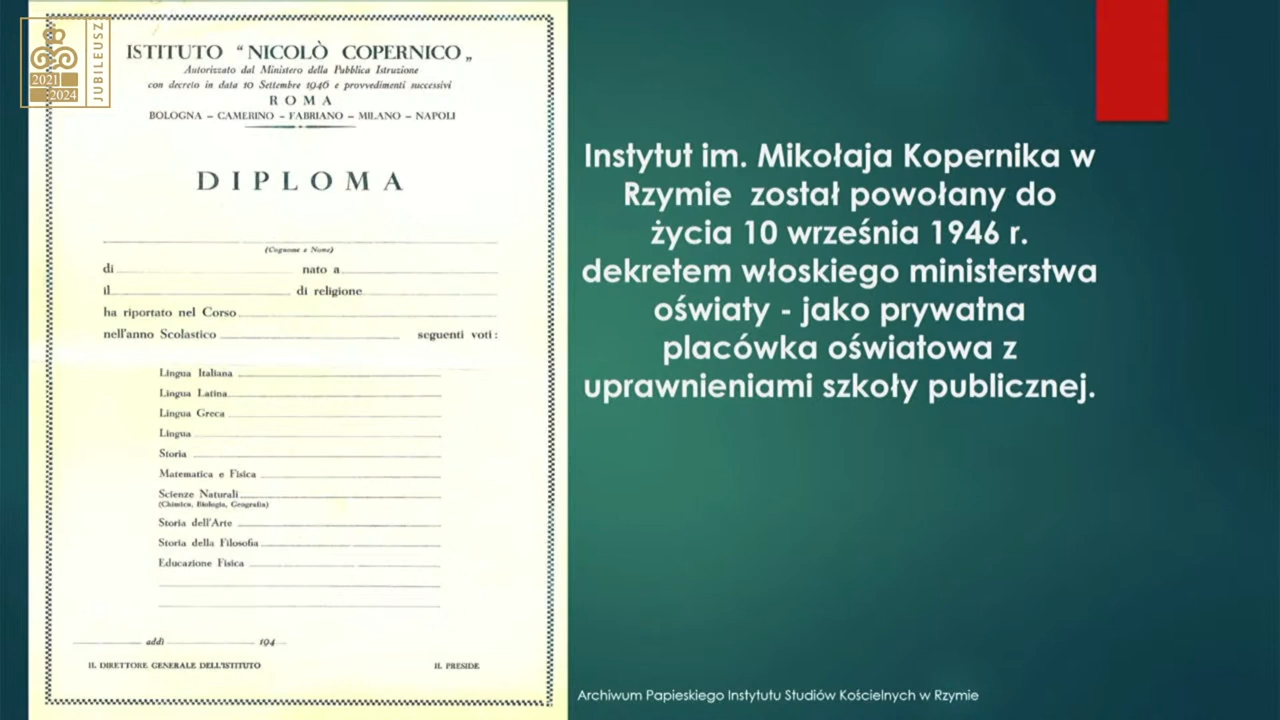 2021
2024
JUBILEUSZ
ISTITUTO “ NICOLÒ COPERNICO „
Autorizzato dal Ministero della Pubblica Istruzione
con decreto in data 10 Settembre 1946 e provvedimenti successivi
ROMA
BOLOGNA – CAMERINO – FABRIANO – MILANO – NAPOLI
DIPLOMA
(Cognome e Nome)
di nato a
il di religione
ha riportato nel Corso
nell'anno Scolastico seguenti voti :
Lingua Italiana
Lingua Latina
Lingua Greca
Lingua
Storia
Matematica e Fisica
Scienze Naturali
(Chimica, Biologia, Geografia)
Storia dell'Arte
Storia della Filosofia
Educazione Fisica
addì 194
IL DIRETTORE GENERALE DELL'ISTITUTO IL PRESIDE
Instytut im. Mikołaja Kopernika w
Rzymie został powołany do
życia 10 września 1946 r.
dekretem włoskiego ministerstwa
oświaty - jako prywatna
placówka oświatowa z
uprawnieniami szkoły publicznej.
Archiwum Papieskiego Instytutu Studiów Kościelnych w Rzymie